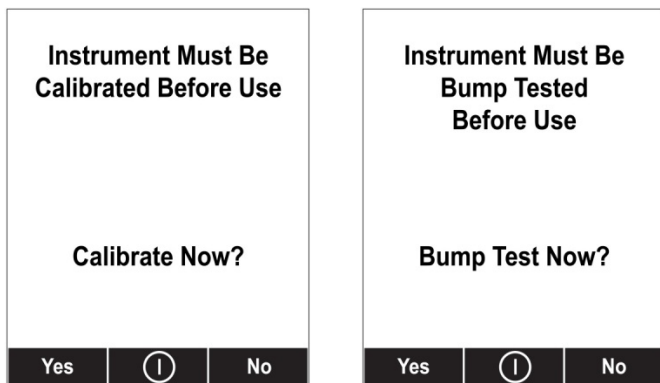 Instrument Must Be
Calibrated Before Use
Calibrate Now?
Yes No
Instrument Must Be
Bump Tested
Before Use
Bump Test Now?
Yes No